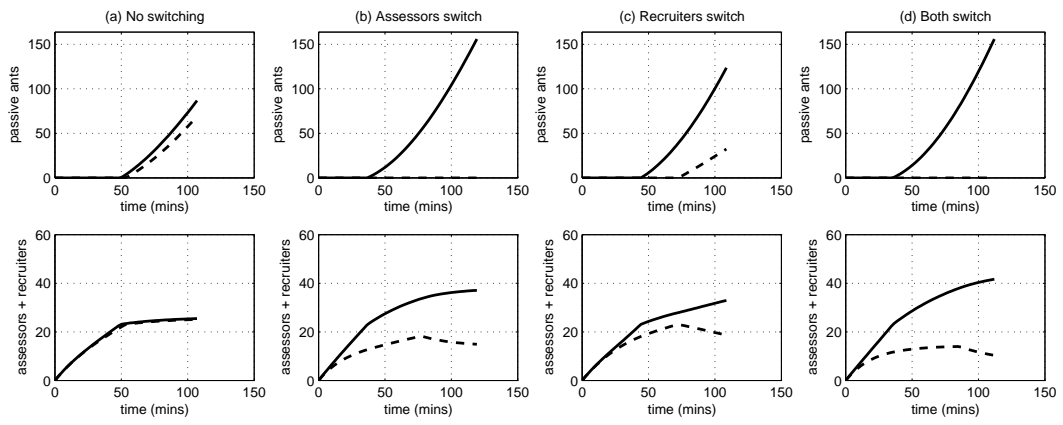 (a) No switching
(b) Assessors switch
(c) Recruiters switch
(d) Both switch
passive ants
150
100
50
0
0 50 100 150
time (mins)
passive ants
150
100
50
0
0 50 100 150
time (mins)
passive ants
150
100
50
0
0 50 100 150
time (mins)
passive ants
150
100
50
0
0 50 100 150
time (mins)
assessors + recruiters
60
40
20
0
0 50 100 150
time (mins)
assessors + recruiters
60
40
20
0
0 50 100 150
time (mins)
assessors + recruiters
60
40
20
0
0 50 100 150
time (mins)
assessors + recruiters
60
40
20
0
0 50 100 150
time (mins)